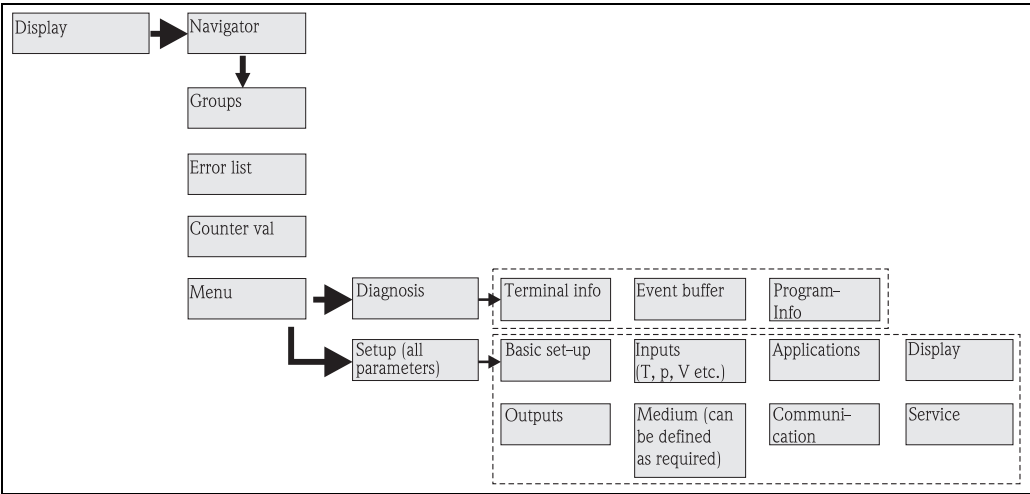 Display
Navigator
Groups
Error list
Counter val
Menu
Diagnosis
Terminal info
Event buffer
Program–
Info
Setup (all
parameters)
Basic set–up
Inputs
(T, p, V etc.)
Applications
Display
Outputs
Medium (can
be defined
as required)
Communi–
cation
Service